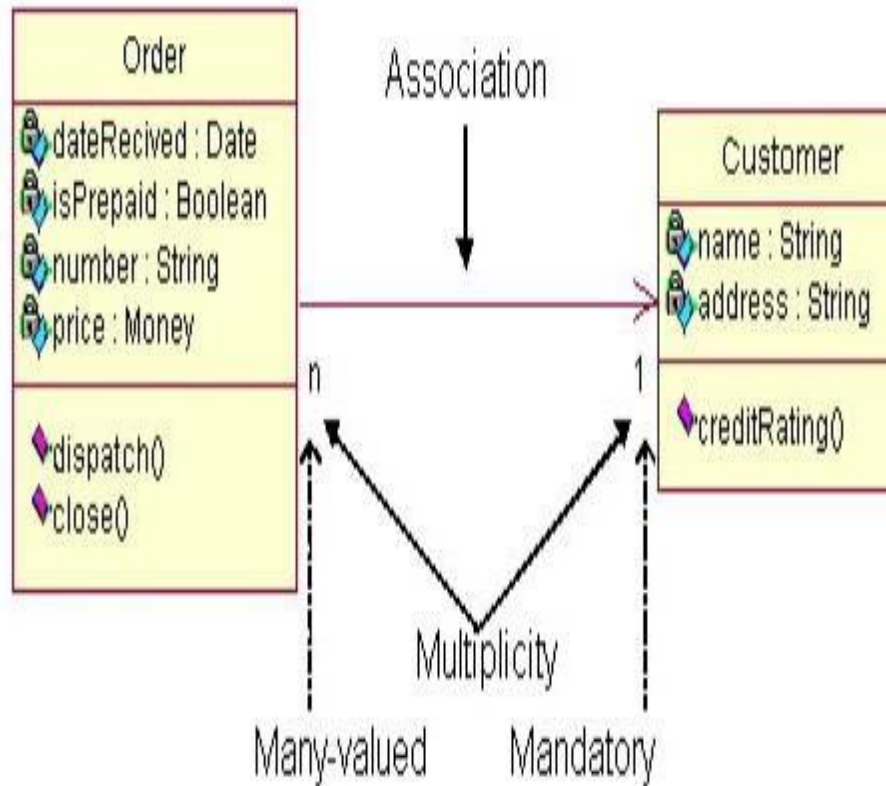 Order
dateRecived : Date
isPrepaid : Boolean
number : String
price : Money
dispatch()
close()
Association
n
1
Multiplicity
Many-valued
Mandatory
Customer
name : String
address : String
creditRating()